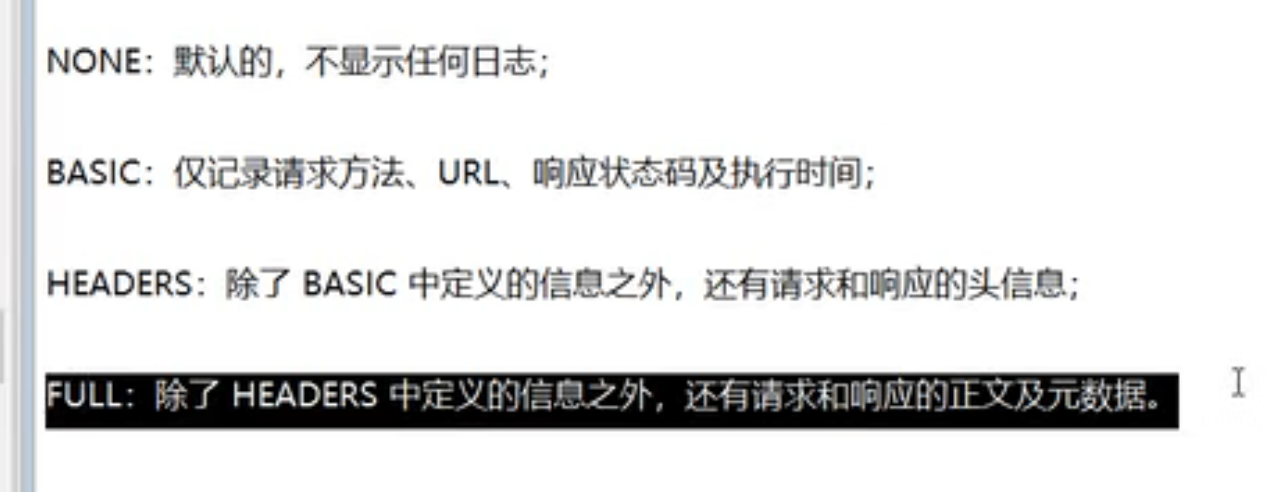 NONE：默认的，不显示任何日志；
BASIC：仅记录请求方法、URL、响应状态码及执行时间；
HEADERS：除了 BASIC 中定义的信息之外，还有请求和响应的头信息；
FULL：除了 HEADERS 中定义的信息之外，还有请求和响应的正文及元数据。